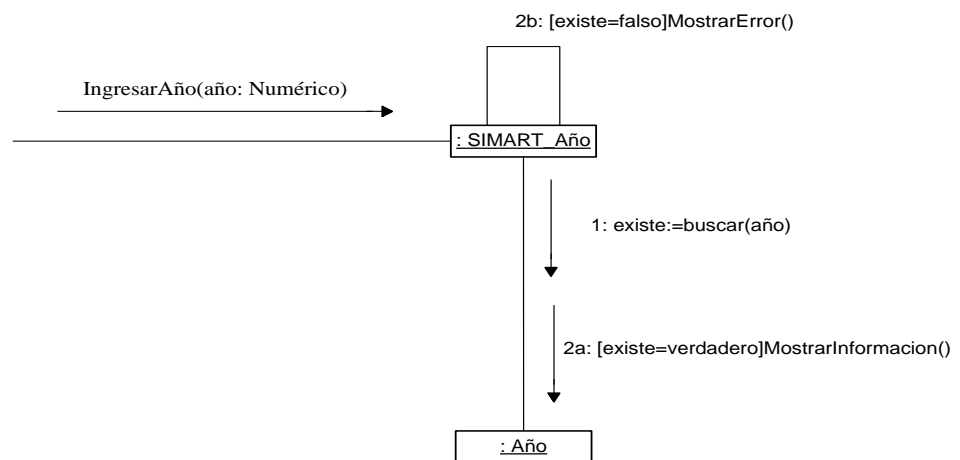 2b: [existe=falso]MostrarError()
IngresarAño(año: Numérico)
: SIMART_Año
1: existe:=buscar(año)
2a: [existe=verdadero]MostrarInformacion()
: Año